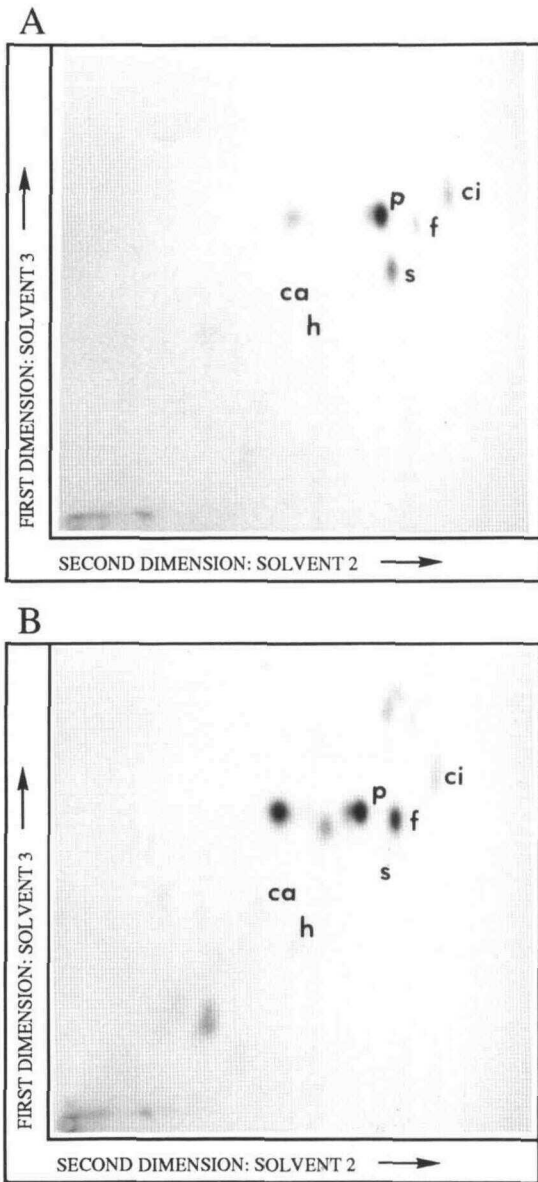 A
FIRST DIMENSION: SOLVENT 3
p
ci
f
s
ca
h
SECOND DIMENSION: SOLVENT 2
B
FIRST DIMENSION: SOLVENT 3
p
ci
f
s
ca
h
SECOND DIMENSION: SOLVENT 2